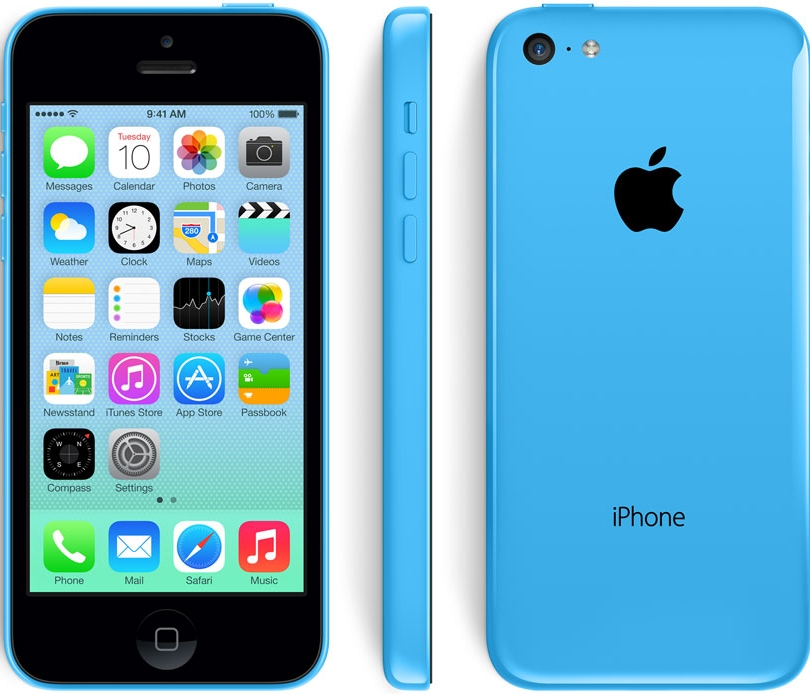 9:41 AM 100%
Tuesday
10
Messages Calendar Photos Camera
280
Weather Clock Maps Videos
Notes Reminders Stocks Game Center
Newsstand iTunes Store App Store Passbook
N
W
E
S
Compass Settings
Phone Mail Safari Music
iPhone